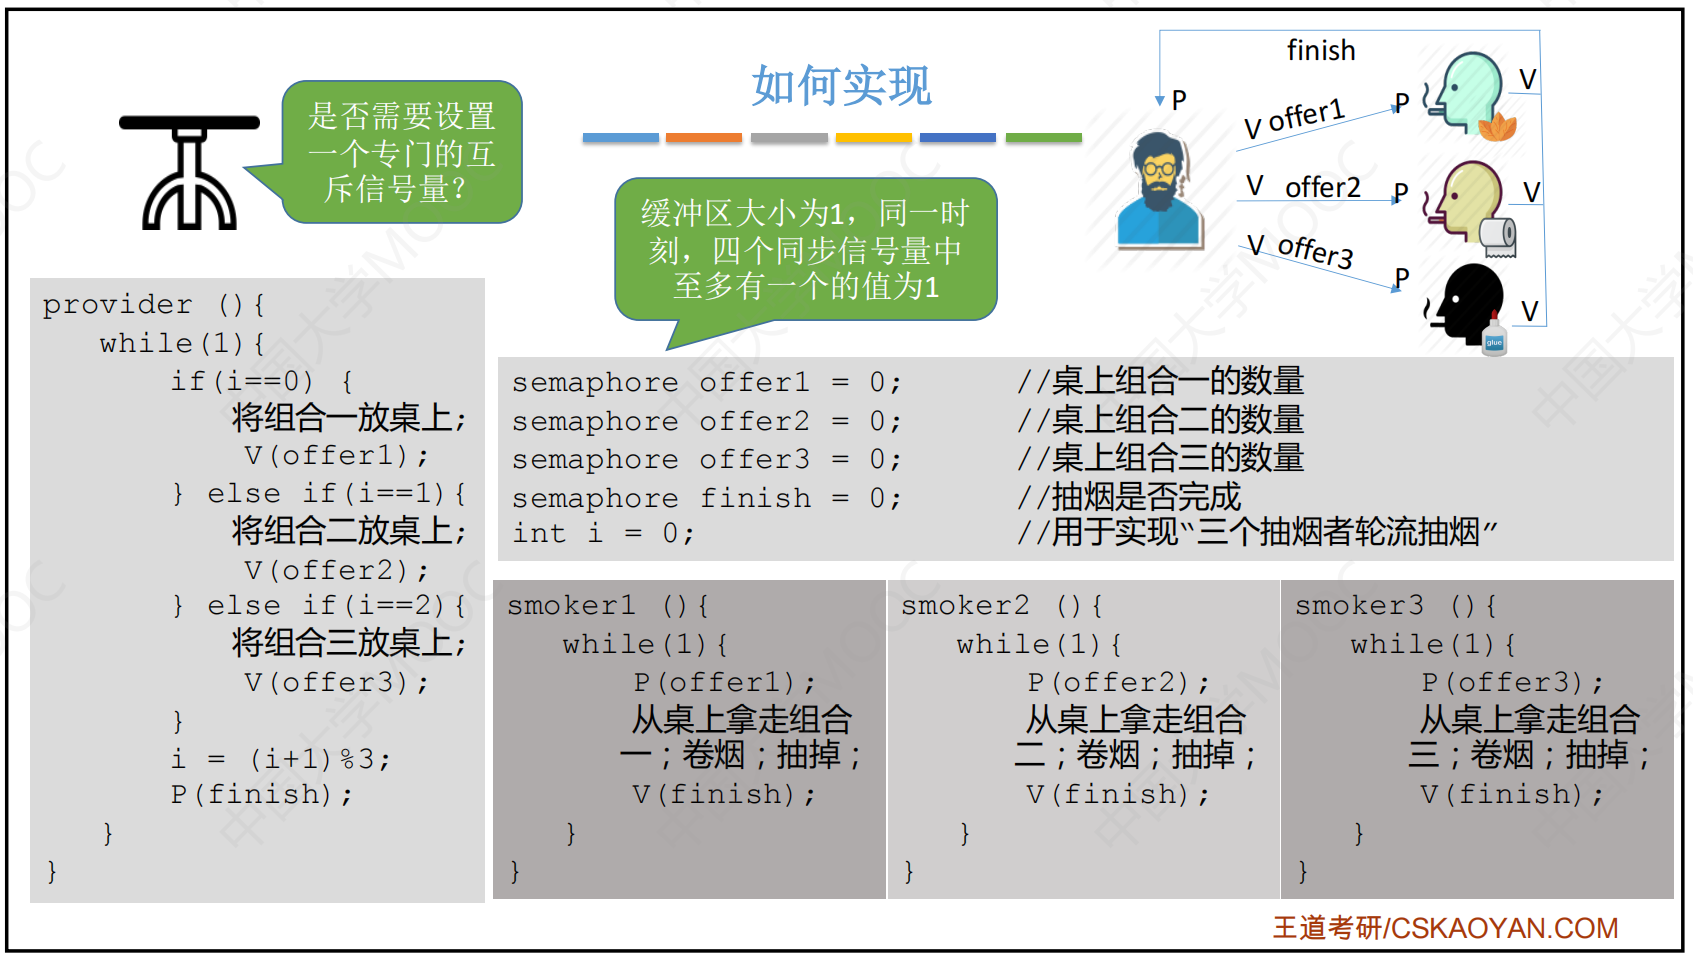 如何实现
是否需要设置
一个专门的互
斥信号量？
缓冲区大小为1，同一时
刻，四个同步信号量中
至多有一个的值为1
finish
P
V offer1
P
V
V offer2
P
V
V offer3
P
V
glue
provider (){
while(1){
if(i==0) {
将组合一放桌上;
V(offer1);
} else if(i==1){
将组合二放桌上;
V(offer2);
} else if(i==2){
将组合三放桌上;
V(offer3);
}
i = (i+1)%3;
P(finish);
}
}
semaphore offer1 = 0; //桌上组合一的数量
semaphore offer2 = 0; //桌上组合二的数量
semaphore offer3 = 0; //桌上组合三的数量
semaphore finish = 0; //抽烟是否完成
int i = 0; //用于实现“三个抽烟者轮流抽烟”
smoker1 (){
while(1){
P(offer1);
从桌上拿走组合
一；卷烟；抽掉；
V(finish);
}
}
smoker2 (){
while(1){
P(offer2);
从桌上拿走组合
二；卷烟；抽掉；
V(finish);
}
}
smoker3 (){
while(1){
P(offer3);
从桌上拿走组合
三；卷烟；抽掉；
V(finish);
}
}
王道考研/CSKAOYAN.COM
中国大学MOOC